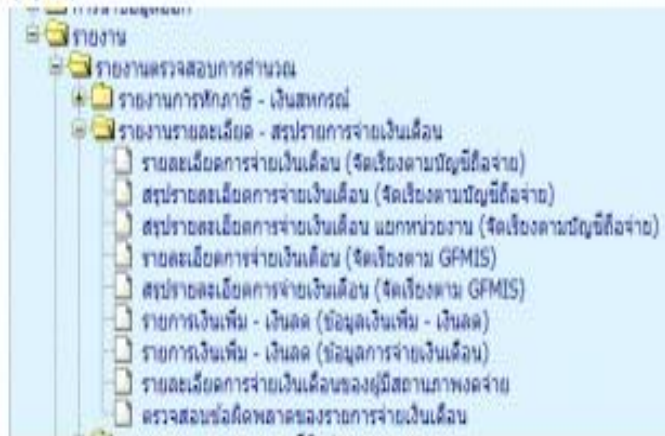 รายงาน
รายงานตรวจสอบการคำนวณ
รายงานการหักภาษี - เงินสหกรณ์
รายงานรายละเอียด - สรุปรายการจ่ายเงินเดือน
รายละเอียดการจ่ายเงินเดือน (จัดเรียงตามบัญชีถือจ่าย)
สรุปรายละเอียดการจ่ายเงินเดือน (จัดเรียงตามบัญชีถือจ่าย)
สรุปรายละเอียดการจ่ายเงินเดือน แยกหน่วยงาน (จัดเรียงตามบัญชีถือจ่าย)
รายละเอียดการจ่ายเงินเดือน (จัดเรียงตาม GFMIS)
สรุปรายละเอียดการจ่ายเงินเดือน (จัดเรียงตาม GFMIS)
รายการเงินเพิ่ม - เงินลด (ข้อมูลเงินเพิ่ม - เงินลด)
รายการเงินเพิ่ม - เงินลด (ข้อมูลการจ่ายเงินเดือน)
รายละเอียดการจ่ายเงินเดือนของผู้มีสถานภาพงดจ่าย
ตรวจสอบข้อผิดพลาดของรายการจ่ายเงินเดือน